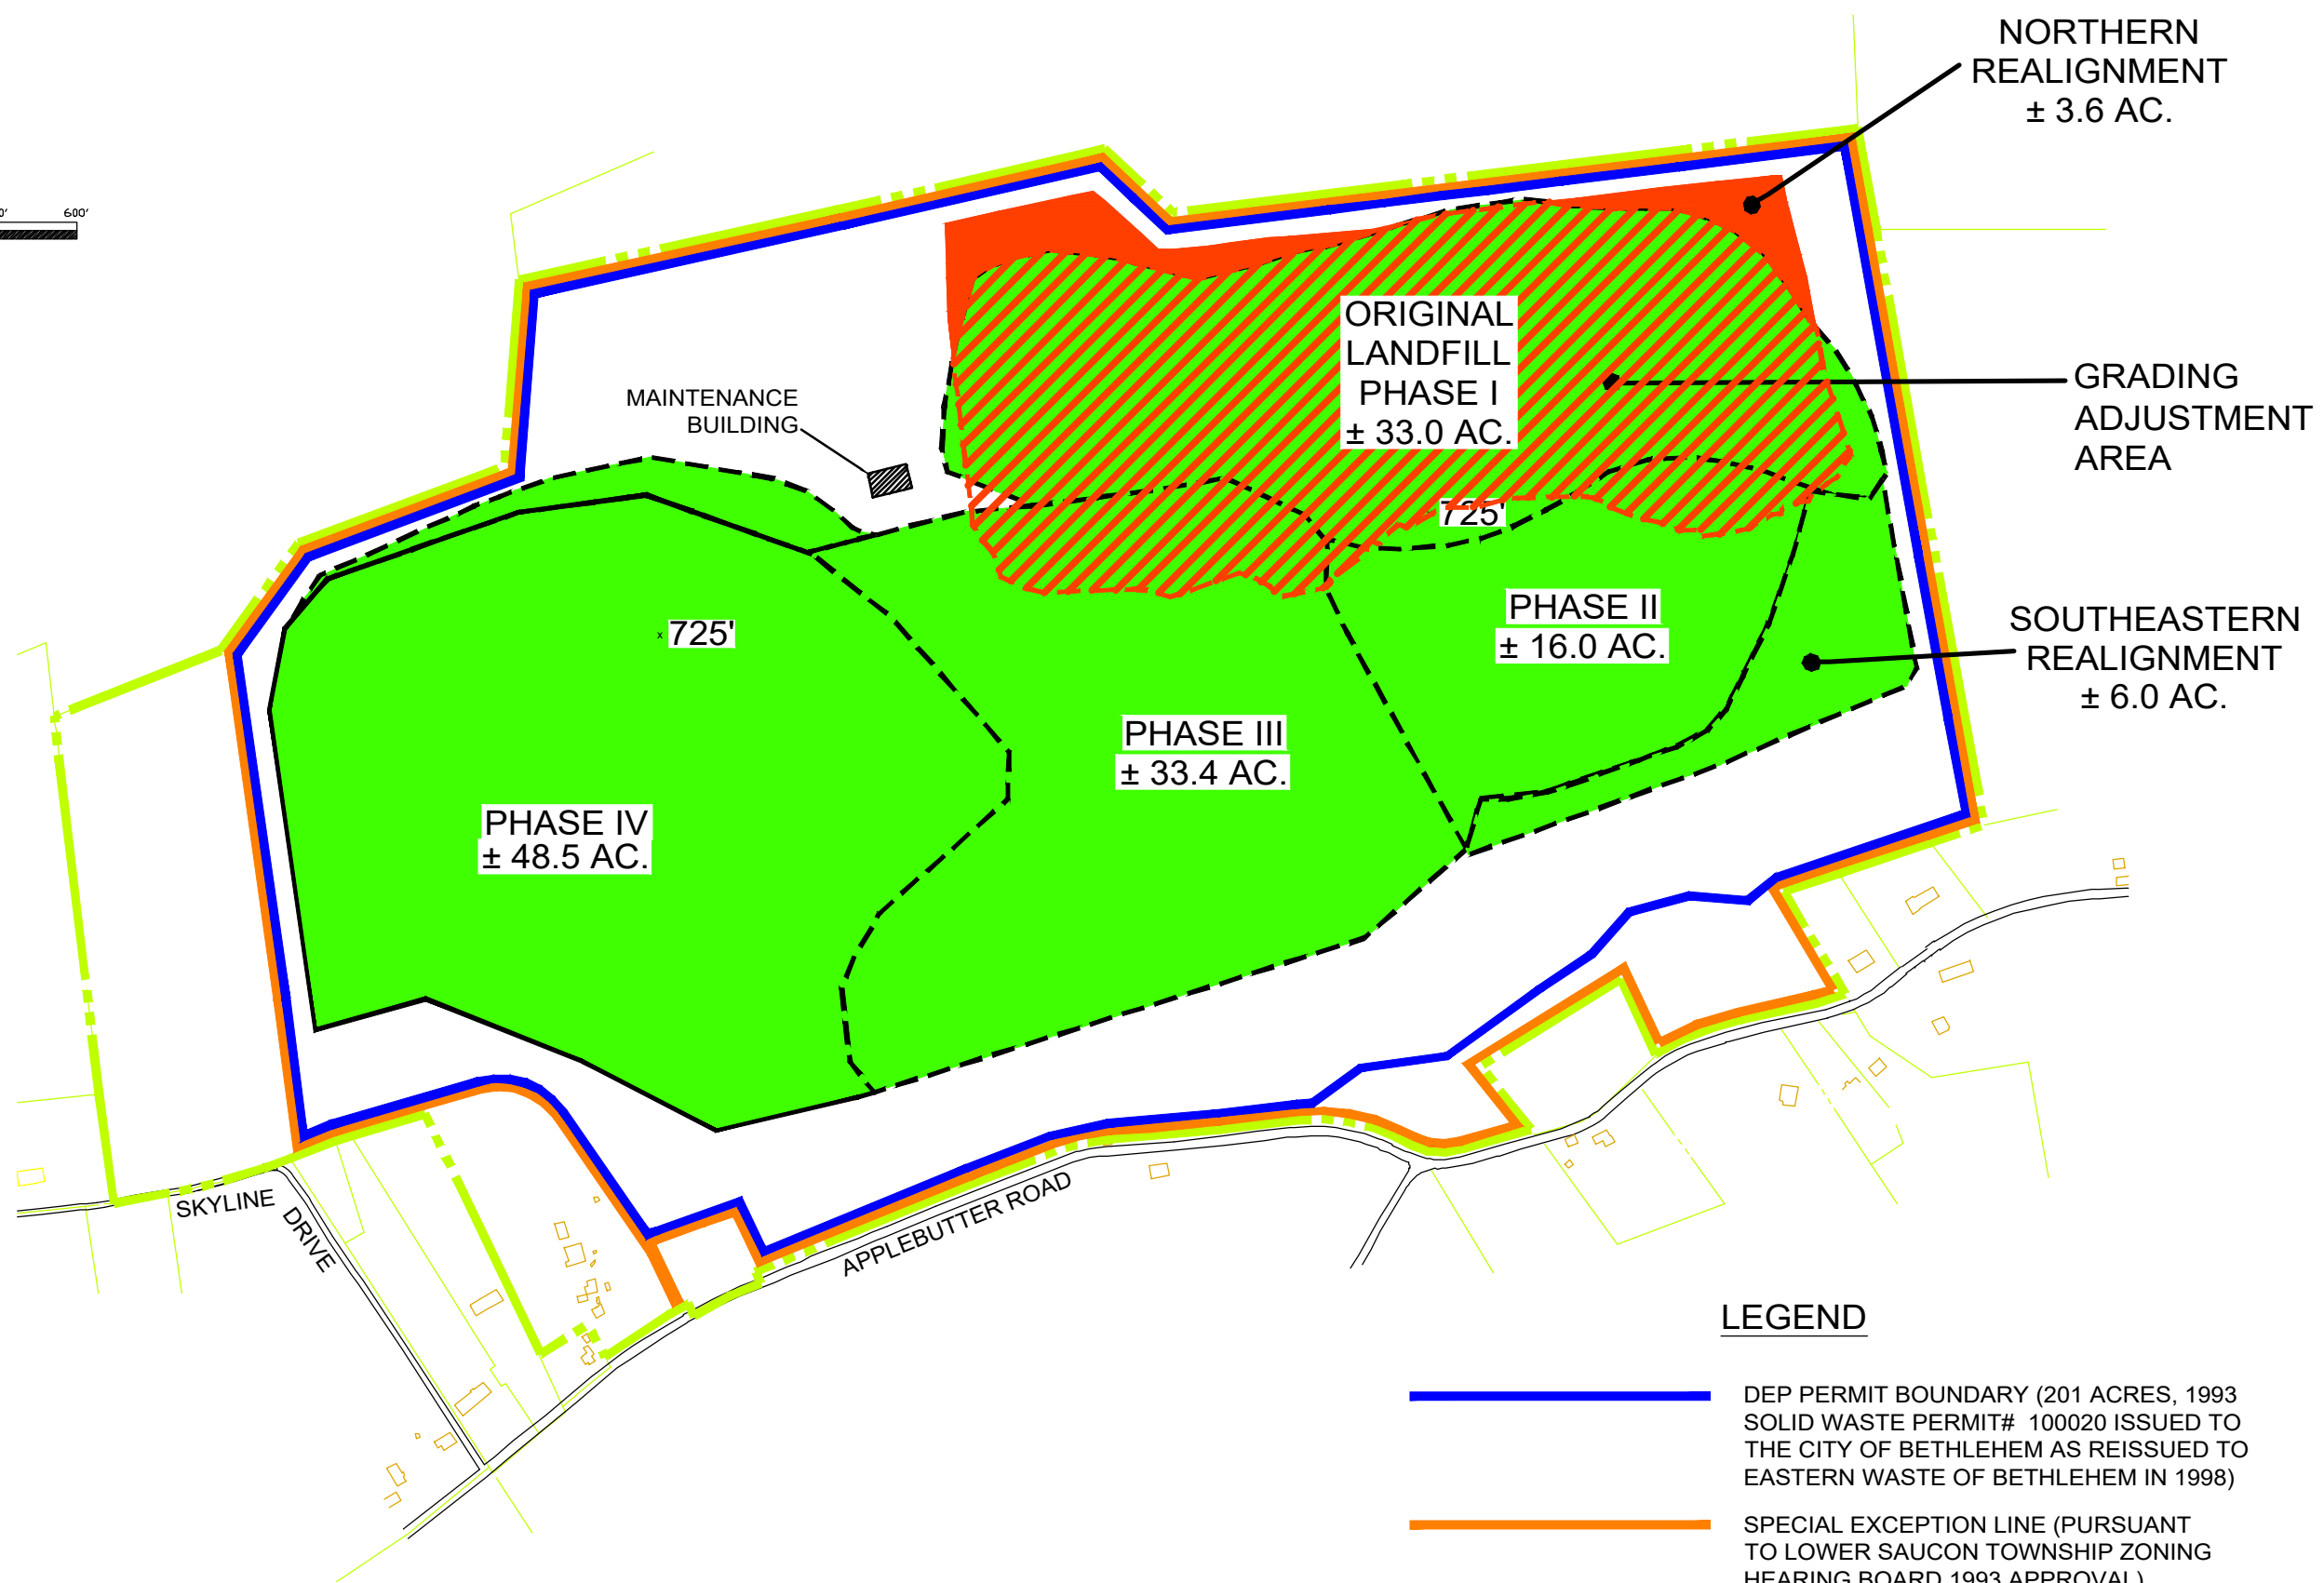 NORTHERN
REALIGNMENT
± 3.6 AC.
600'
ORIGINAL
LANDFILL
PHASE I
± 33.0 AC.
MAINTENANCE
BUILDING
GRADING
ADJUSTMENT
AREA
725'
PHASE II
± 16.0 AC.
SOUTHEASTERN
REALIGNMENT
± 6.0 AC.
x 725'
PHASE III
± 33.4 AC.
PHASE IV
± 48.5 AC.
SKYLINE
DRIVE
APPLEBUTTER ROAD
LEGEND
DEP PERMIT BOUNDARY (201 ACRES, 1993
SOLID WASTE PERMIT# 100020 ISSUED TO
THE CITY OF BETHLEHEM AS REISSUED TO
EASTERN WASTE OF BETHLEHEM IN 1998)
SPECIAL EXCEPTION LINE (PURSUANT
TO LOWER SAUCON TOWNSHIP ZONING
HEARING BOARD 1993 APPROVAL)